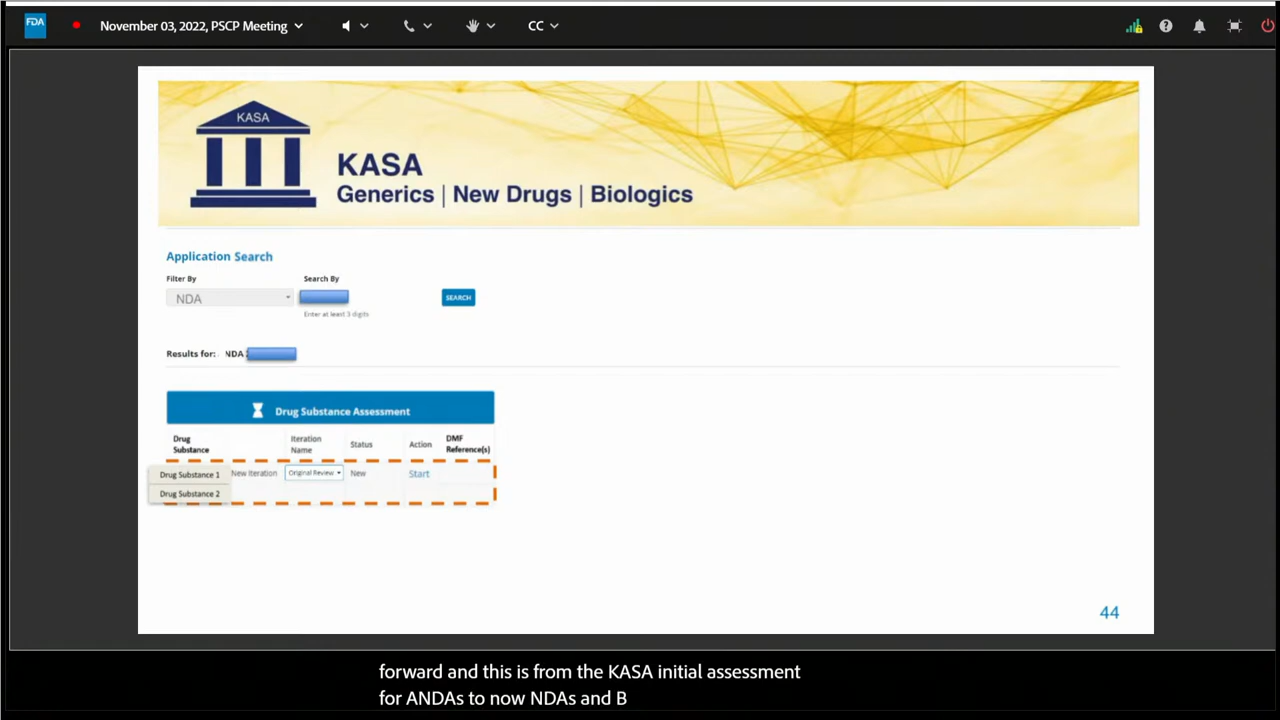 FDA
November 03, 2022, PSCP Meeting
CC
KASA
KASA
Generics | New Drugs | Biologics
Application Search
Filter By
Search By
NDA
SEARCH
Enter at least 3 digits
Results for: NDA
Drug Substance Assessment
Drug Substance
Iteration Name
Status
Action
DMF Reference(s)
Drug Substance 1
New Iteration
Original Review
New
Start
Drug Substance 2
44
forward and this is from the KASA initial assessment
for ANDAs to now NDAs and B